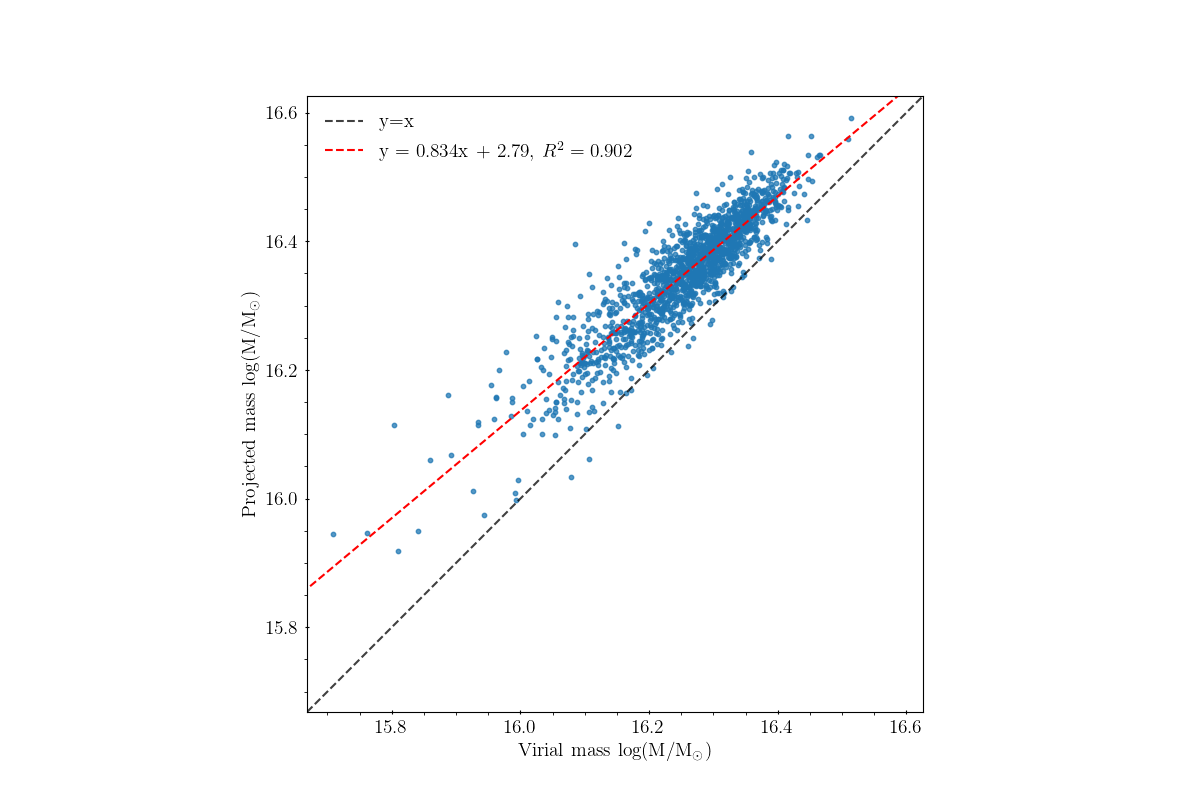 16.6
16.4
16.2
16.0
15.8
Projected mass log(M/M☉)
y=x
y = 0.834x + 2.79, R² = 0.902
15.8 16.0 16.2 16.4 16.6
Virial mass log(M/M☉)